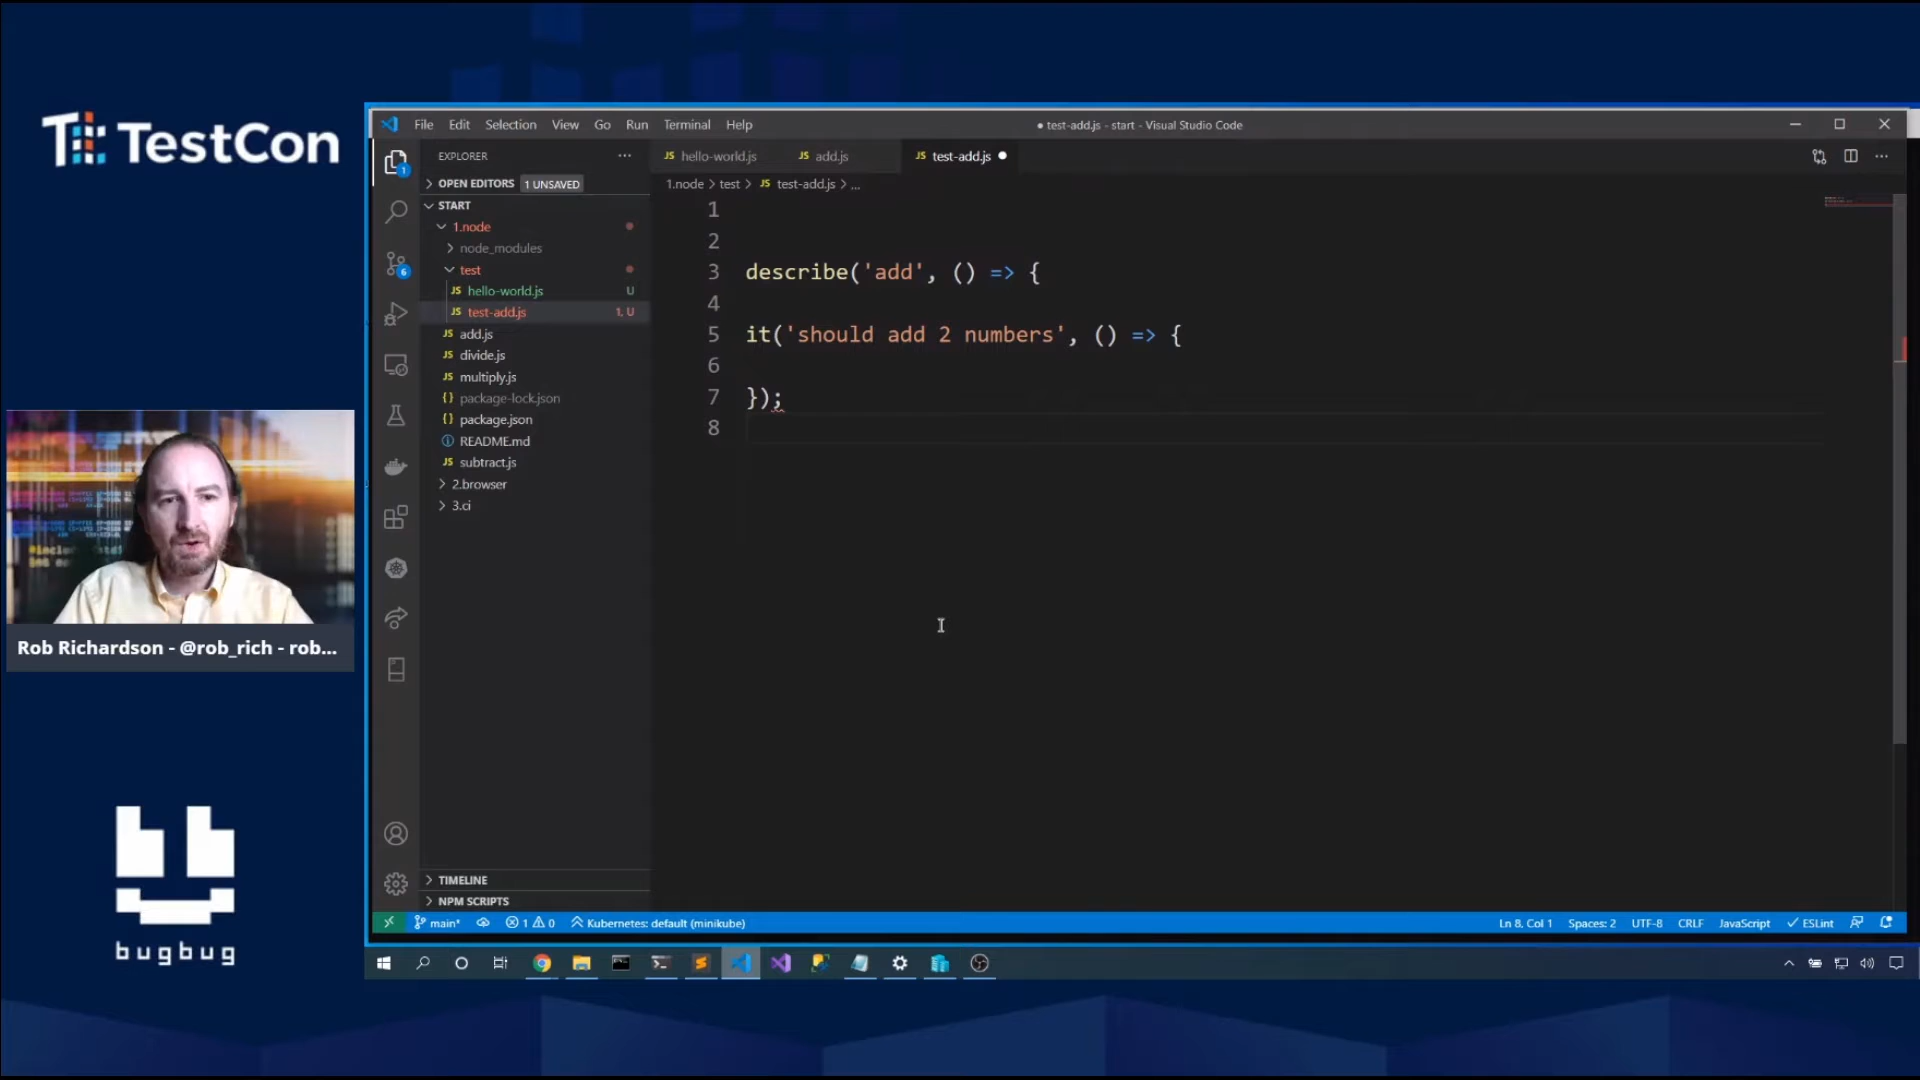 TestCon
File Edit Selection View Go Run Terminal Help
● test-add.js - start - Visual Studio Code
EXPLORER
OPEN EDITORS 1 UNSAVED
START
1.node
node_modules
test
JS hello-world.js U
JS test-add.js 1, U
JS add.js
JS divide.js
JS multiply.js
{} package-lock.json
{} package.json
README.md
JS subtract.js
2.browser
3.ci
TIMELINE
NPM SCRIPTS
1
6
JS hello-world.js JS add.js JS test-add.js ●
1.node > test > JS test-add.js > ...
1
2
3 describe('add', () => {
4
5 it('should add 2 numbers', () => {
6
7 });
8
main* 1 0 Kubernetes: default (minikube) Ln 8, Col 1 Spaces: 2 UTF-8 CRLF JavaScript ESLint
Rob Richardson - @rob_rich - rob...
bugbug